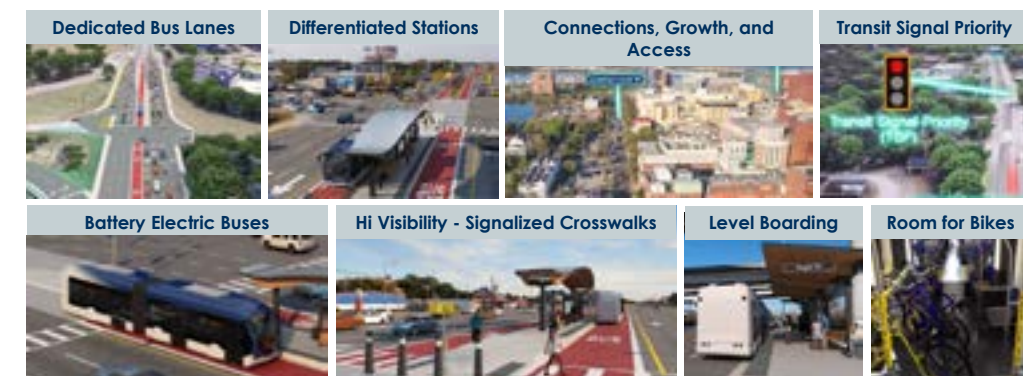 Dedicated Bus Lanes
Differentiated Stations
Connections, Growth, and
Access
Transit Signal Priority
Transit Signal Priority
(TSP)
Battery Electric Buses
Hi Visibility - Signalized Crosswalks
Level Boarding
Room for Bikes